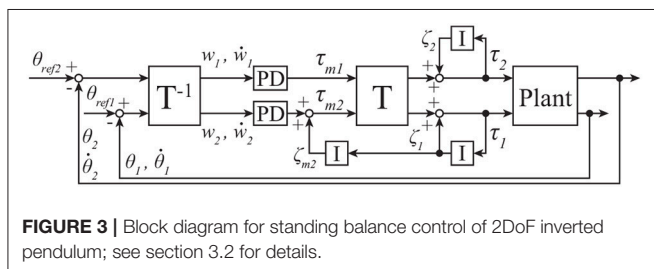 θref2 + -
θref1 + -
θ2
θ̇2
θ1, θ̇1
T-1
w1, ẇ1
w2, ẇ2
PD
PD
τm1
τm2
+
+
ζm2
I
T
ζ2
I
τ2
+
+
ζ1
+
+
I
τ1
Plant
FIGURE 3 | Block diagram for standing balance control of 2DoF inverted
pendulum; see section 3.2 for details.